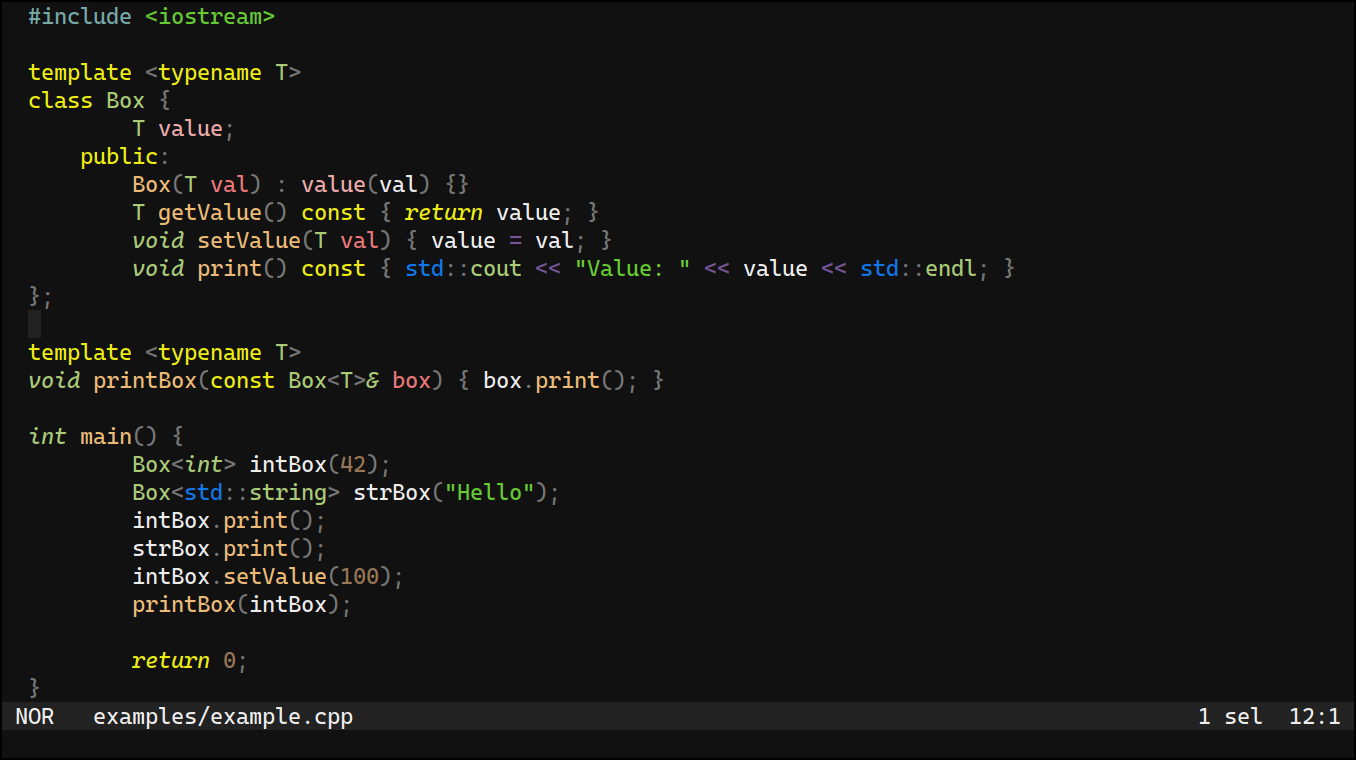 #include <iostream>

template <typename T>
class Box {
        T value;
    public:
        Box(T val) : value(val) {}
        T getValue() const { return value; }
        void setValue(T val) { value = val; }
        void print() const { std::cout << "Value: " << value << std::endl; }
};

template <typename T>
void printBox(const Box<T>& box) { box.print(); }

int main() {
        Box<int> intBox(42);
        Box<std::string> strBox("Hello");
        intBox.print();
        strBox.print();
        intBox.setValue(100);
        printBox(intBox);

        return 0;
}
NOR   examples/example.cpp   1 sel  12:1